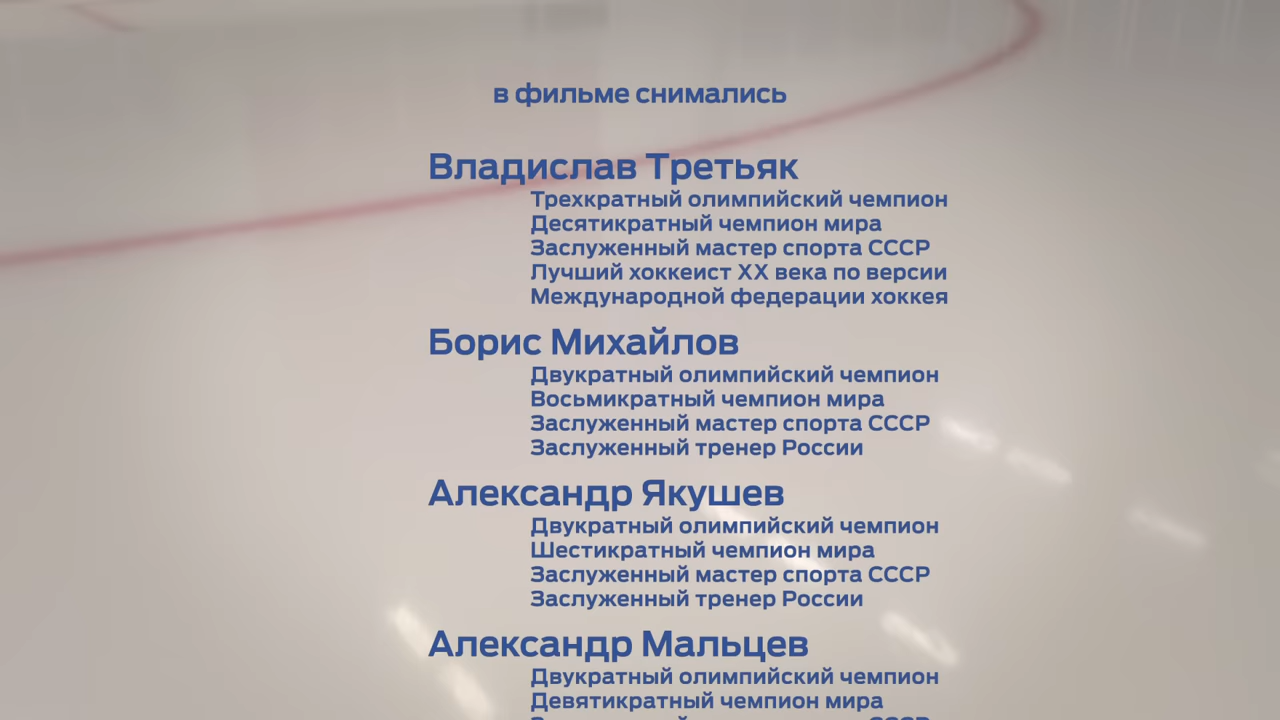 в фильме снимались
Владислав Третьяк
Трехкратный олимпийский чемпион
Десятикратный чемпион мира
Заслуженный мастер спорта СССР
Лучший хоккеист XX века по версии
Международной федерации хоккея
Борис Михайлов
Двукратный олимпийский чемпион
Восьмикратный чемпион мира
Заслуженный мастер спорта СССР
Заслуженный тренер России
Александр Якушев
Двукратный олимпийский чемпион
Шестикратный чемпион мира
Заслуженный мастер спорта СССР
Заслуженный тренер России
Александр Мальцев
Двукратный олимпийский чемпион
Девятикратный чемпион мира